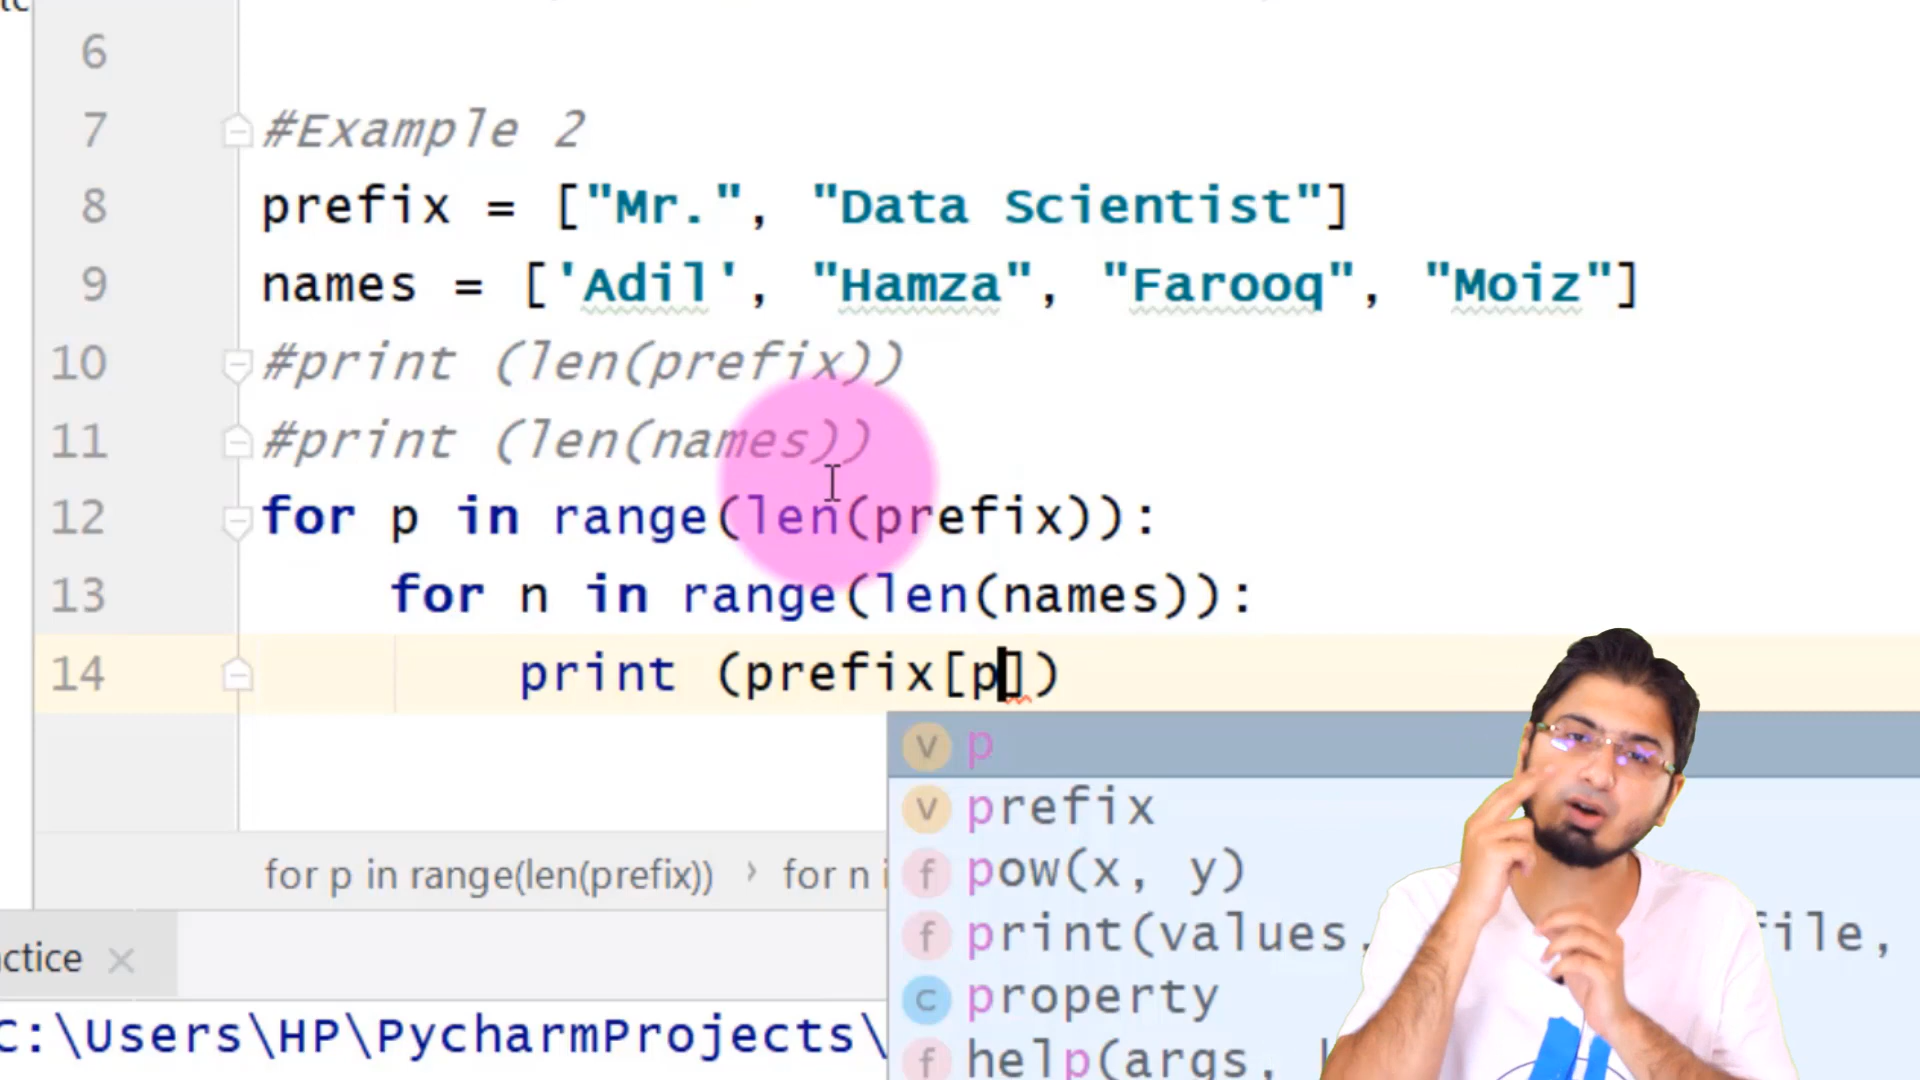 6
7 #Example 2
8 prefix = ["Mr.", "Data Scientist"]
9 names = ['Adil', "Hamza", "Farooq", "Moiz"]
10 #print (len(prefix))
11 #print (len(names))
12 for p in range(len(prefix)):
13 for n in range(len(names)):
14 print (prefix[p])
v p
v prefix
f pow(x, y)
f print(values, file,
c property
f help(args,
for p in range(len(prefix)) › for n i
actice ×
C:\Users\HP\PycharmProjects\